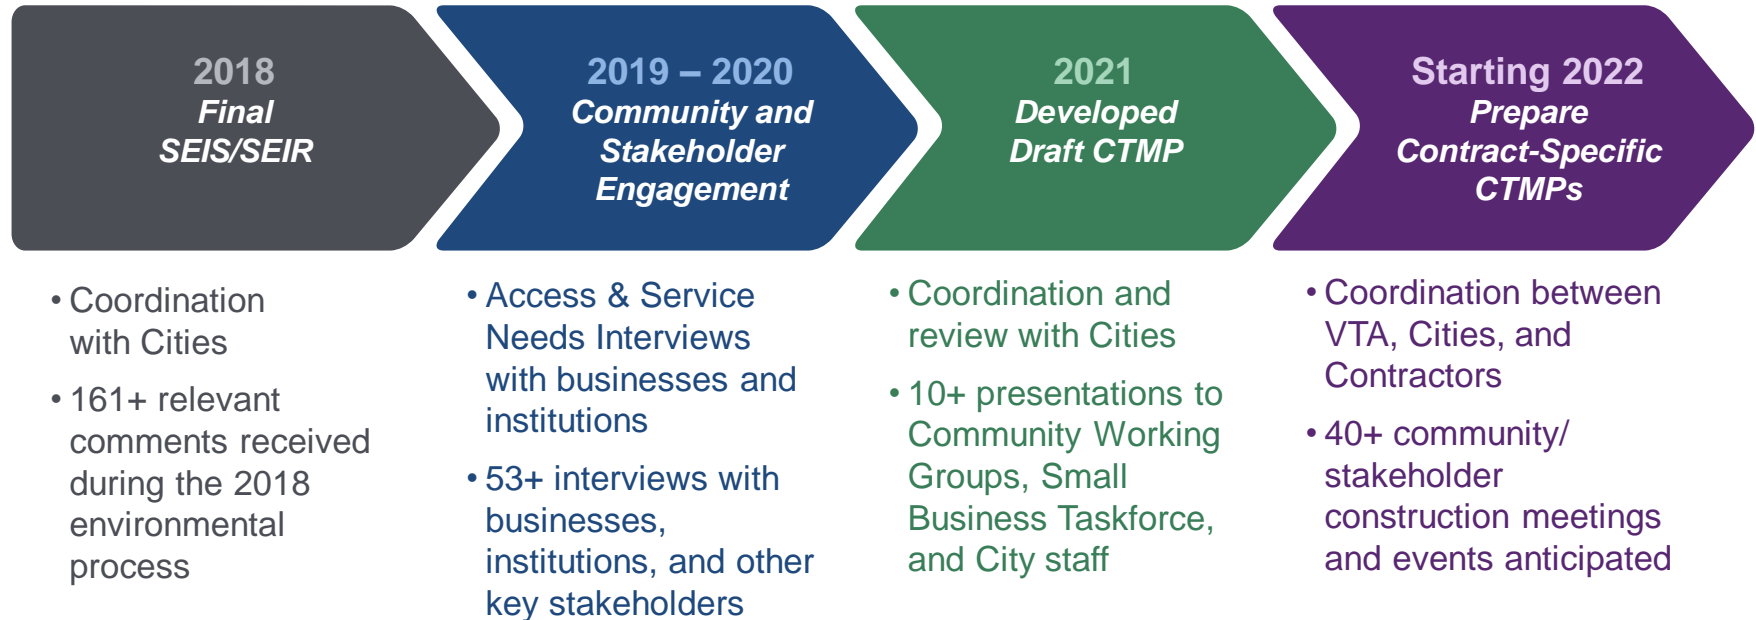 2018
Final
SEIS/SEIR
• Coordination
with Cities
• 161+ relevant
comments received
during the 2018
environmental
process
2019 – 2020
Community and
Stakeholder
Engagement
• Access & Service
Needs Interviews
with businesses and
institutions
• 53+ interviews with
businesses,
institutions, and other
key stakeholders
2021
Developed
Draft CTMP
• Coordination and
review with Cities
• 10+ presentations to
Community Working
Groups, Small
Business Taskforce,
and City staff
Starting 2022
Prepare
Contract-Specific
CTMPs
• Coordination between
VTA, Cities, and
Contractors
• 40+ community/
stakeholder
construction meetings
and events anticipated